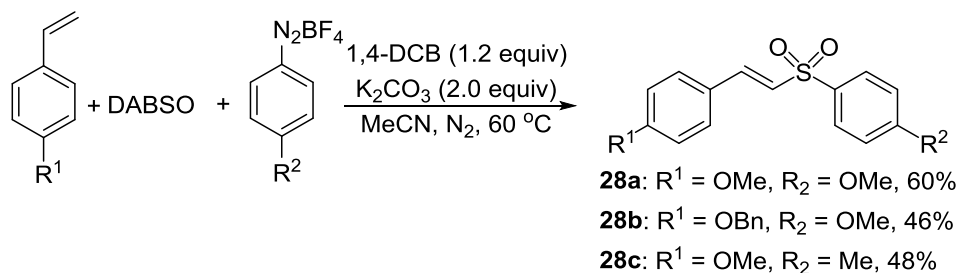 N₂BF₄
+ DABSO +
R¹
R²
1,4-DCB (1.2 equiv)
K₂CO₃ (2.0 equiv)
MeCN, N₂, 60 ºC
O O
S
R¹
R²
28a: R¹ = OMe, R₂ = OMe, 60%
28b: R¹ = OBn, R₂ = OMe, 46%
28c: R¹ = OMe, R₂ = Me, 48%